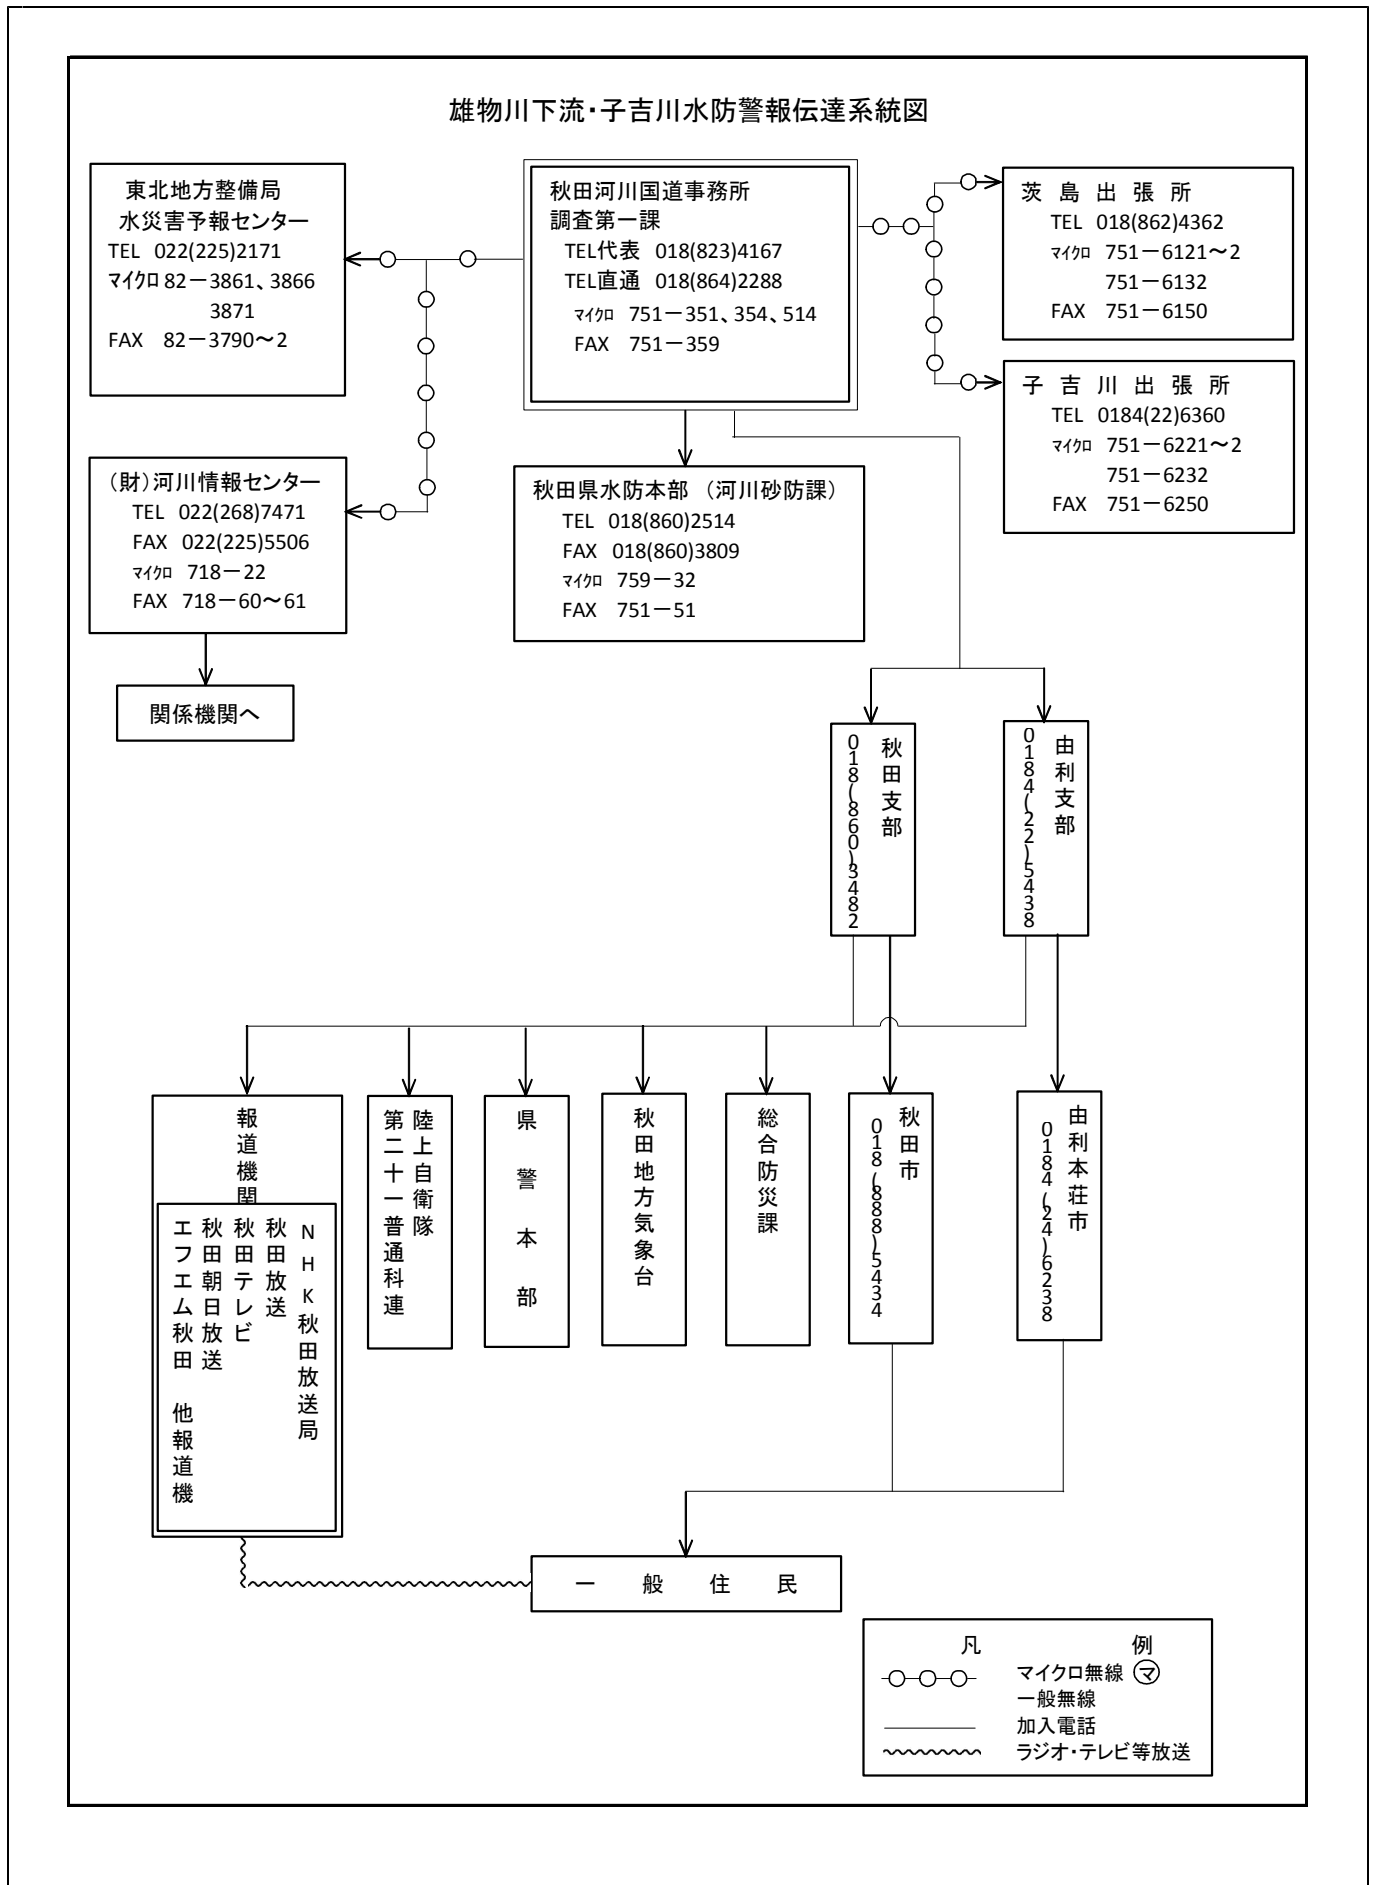 雄物川下流・子吉川水防警報伝達系統図
東北地方整備局
水災害予報センター
TEL 022(225)2171
マイクロ 82－3861、3866
3871
FAX 82－3790～2
秋田河川国道事務所
調査第一課
TEL代表 018(823)4167
TEL直通 018(864)2288
マイクロ 751－351、354、514
FAX 751－359
茨島出張所
TEL 018(862)4362
マイクロ 751－6121～2
751－6132
FAX 751－6150
子吉川出張所
TEL 0184(22)6360
マイクロ 751－6221～2
751－6232
FAX 751－6250
（財）河川情報センター
TEL 022(268)7471
FAX 022(225)5506
マイクロ 718－22
FAX 718－60～61
秋田県水防本部 （河川砂防課）
TEL 018(860)2514
FAX 018(860)3809
マイクロ 759－32
FAX 751－51
関係機関へ
秋田支部
018(860)3482
由利支部
0184(22)5438
報道機関
NHK秋田放送局
秋田放送
秋田テレビ
秋田朝日放送
エフエム秋田 他報道機
陸上自衛隊
第二十一普通科連
県警本部
秋田地方気象台
総合防災課
秋田市
018(888)5434
由利本荘市
0184(24)6238
一般住民
凡例
マイクロ無線 マ
一般無線
加入電話
ラジオ・テレビ等放送